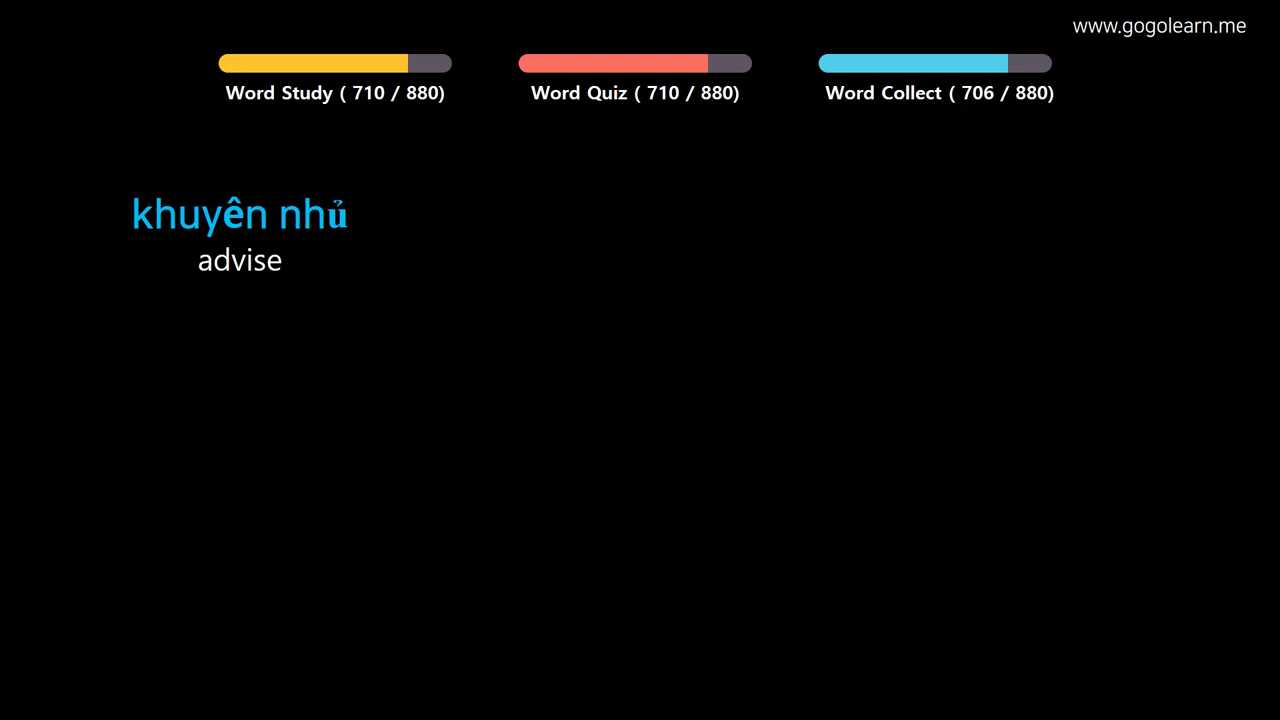 www.gogolearn.me
Word Study ( 710 / 880)
Word Quiz ( 710 / 880)
Word Collect ( 706 / 880)
khuyên nhủ
advise